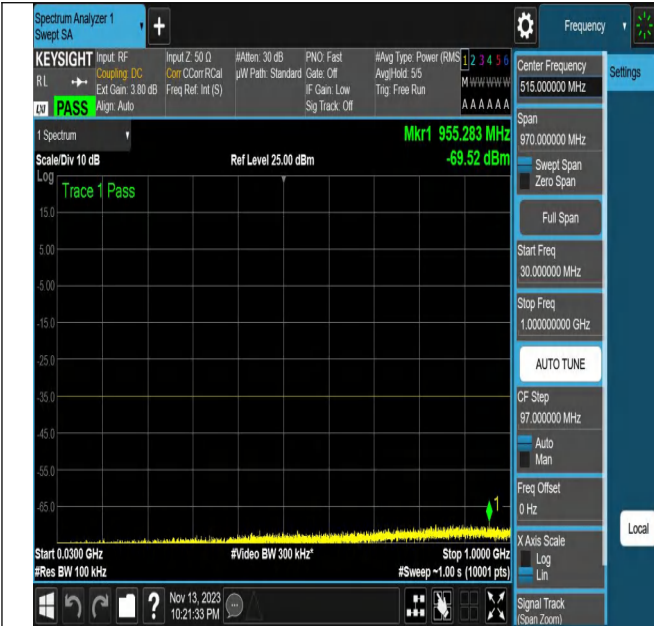 Spectrum Analyzer 1
Swept SA
+
Frequency
KEYSIGHT
RL
LXI
PASS
Input: RF
Coupling: DC
Ext Gain: 3.80 dB
Align: Auto
Input Z: 50 Ω
Corr CCorr RCal
Freq Ref: Int (S)
#Atten: 30 dB
µW Path: Standard
PNO: Fast
Gate: Off
IF Gain: Low
Sig Track: Off
#Avg Type: Power (RMS
Avg|Hold: 5/5
Trig: Free Run
1 2 3 4 5 6
M W W W W W
A A A A A A
1 Spectrum
Scale/Div 10 dB
Log
Ref Level 25.00 dBm
Mkr1 955.283 MHz
-69.52 dBm
Trace 1 Pass
15.0
5.00
-5.00
-15.0
-25.0
-35.0
-45.0
-55.0
-65.0
1
Start 0.0300 GHz
#Res BW 100 kHz
#Video BW 300 kHz*
Stop 1.0000 GHz
#Sweep ~1.00 s (10001 pts)
?
Nov 13, 2023
10:21:33 PM
Center Frequency
515.000000 MHz
Span
970.000000 MHz
Swept Span
Zero Span
Full Span
Start Freq
30.000000 MHz
Stop Freq
1.000000000 GHz
AUTO TUNE
CF Step
97.000000 MHz
Auto
Man
Freq Offset
0 Hz
X Axis Scale
Log
Lin
Signal Track
(Span Zoom)
Settings
Local